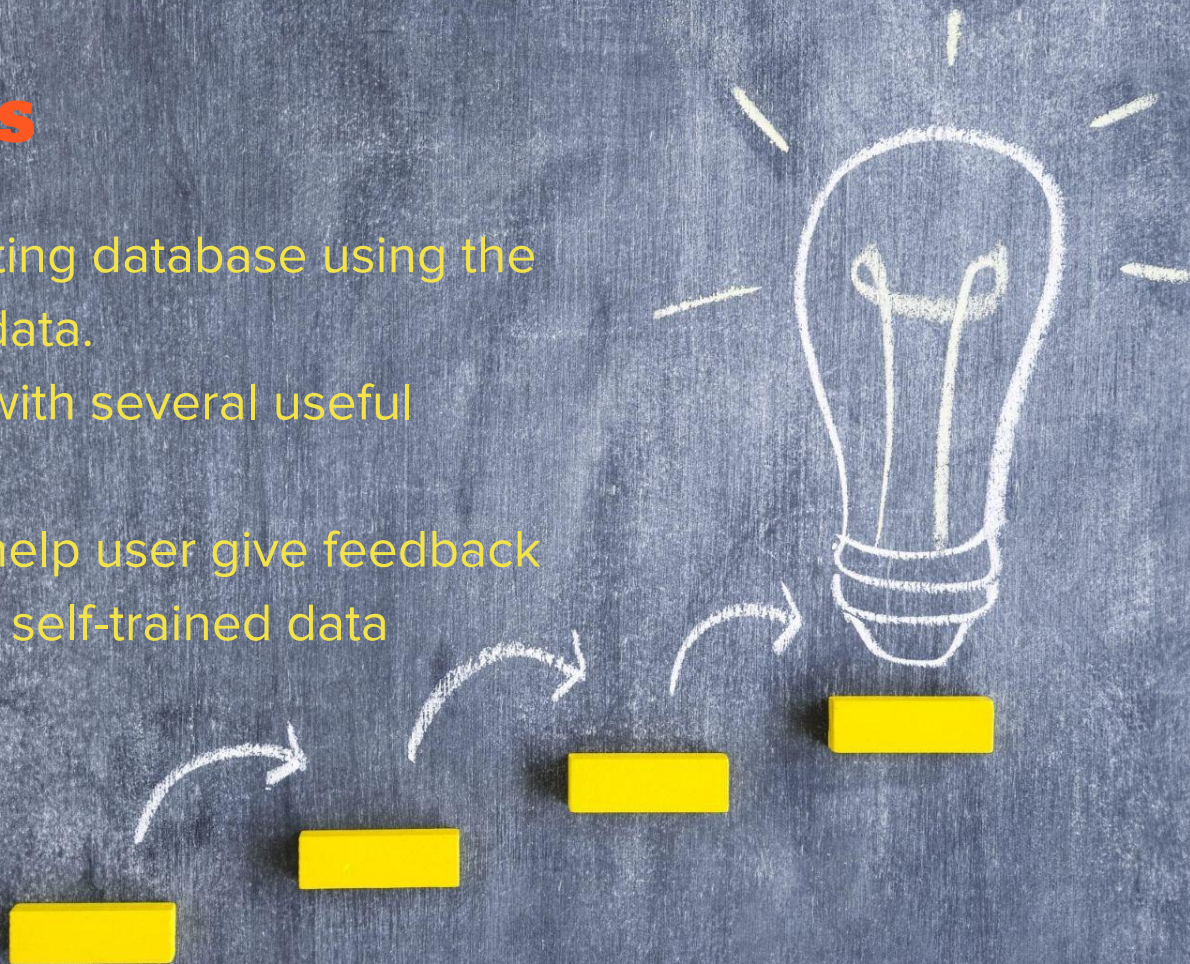 s
ting database using the
data.
with several useful
help user give feedback
self-trained data